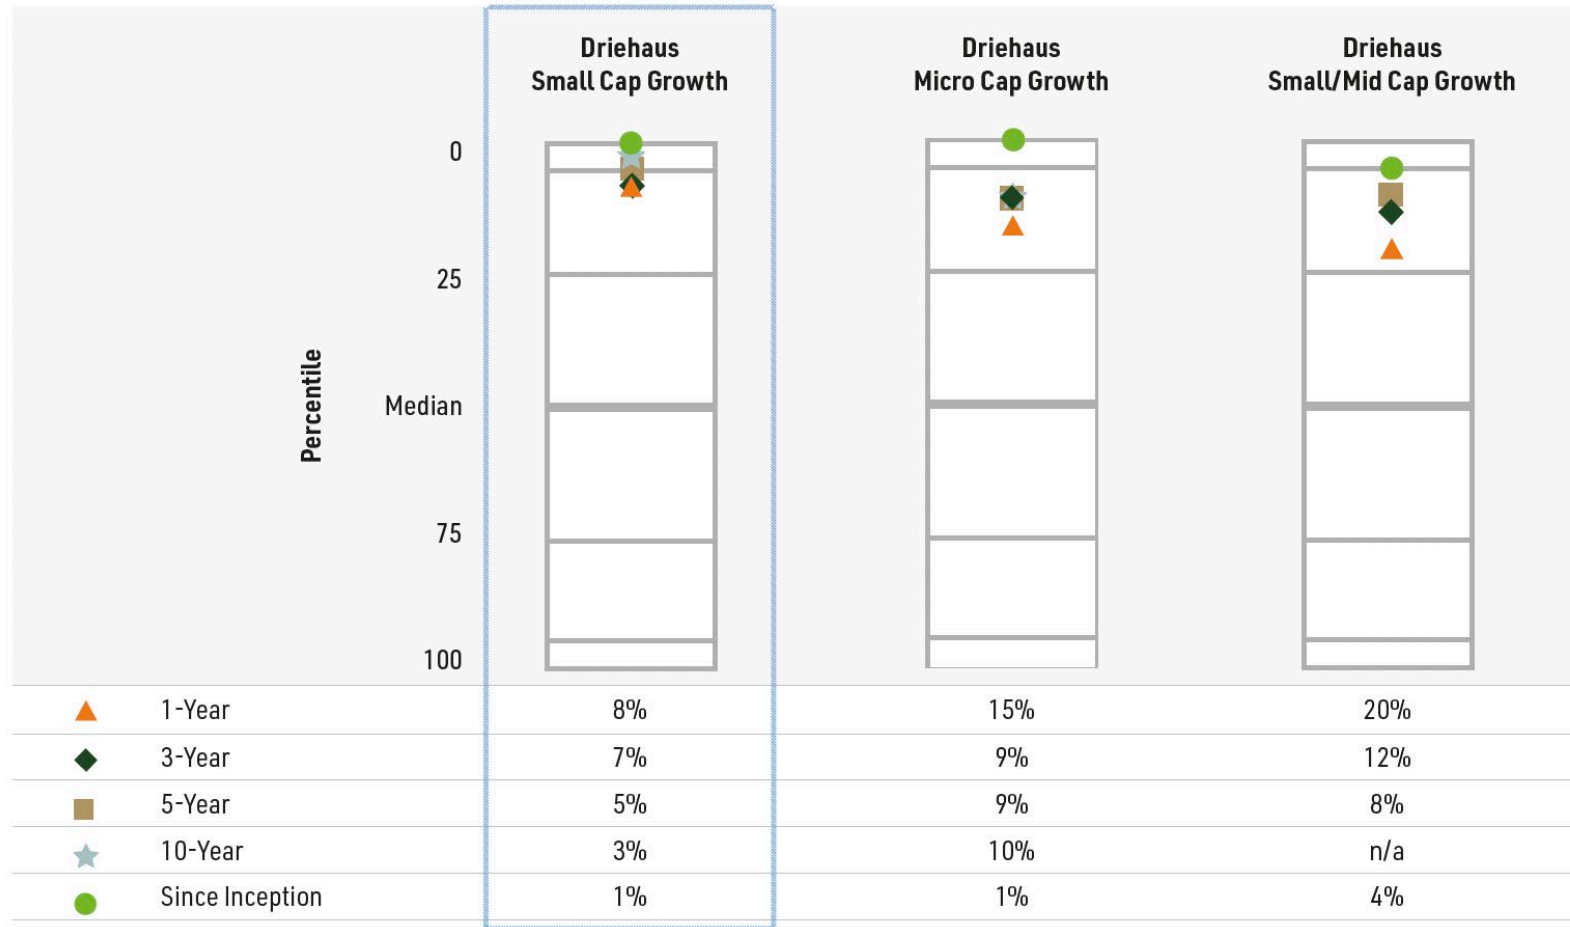 Driehaus
Small Cap Growth
Driehaus
Micro Cap Growth
Driehaus
Small/Mid Cap Growth
Percentile
0
25
Median
75
100
1-Year 8% 15% 20%
3-Year 7% 9% 12%
5-Year 5% 9% 8%
10-Year 3% 10% n/a
Since Inception 1% 1% 4%